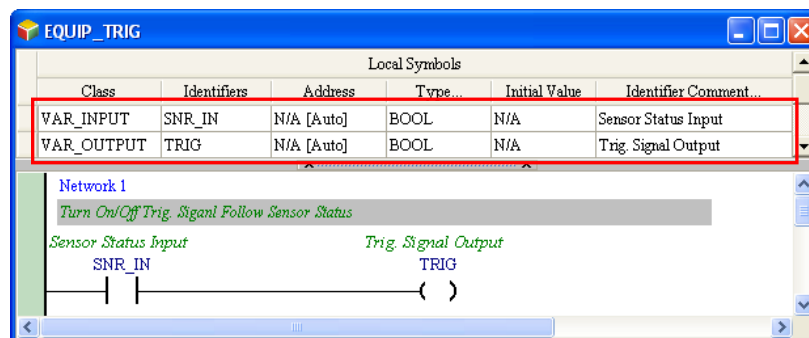 EQUIP_TRIG
Local Symbols
Class Identifiers Address Type... Initial Value Identifier Comment...
VAR_INPUT SNR_IN N/A [Auto] BOOL N/A Sensor Status Input
VAR_OUTPUT TRIG N/A [Auto] BOOL N/A Trig. Signal Output
Network 1
Turn On/Off Trig. Siganl Follow Sensor Status
Sensor Status Input Trig. Signal Output
SNR_IN TRIG